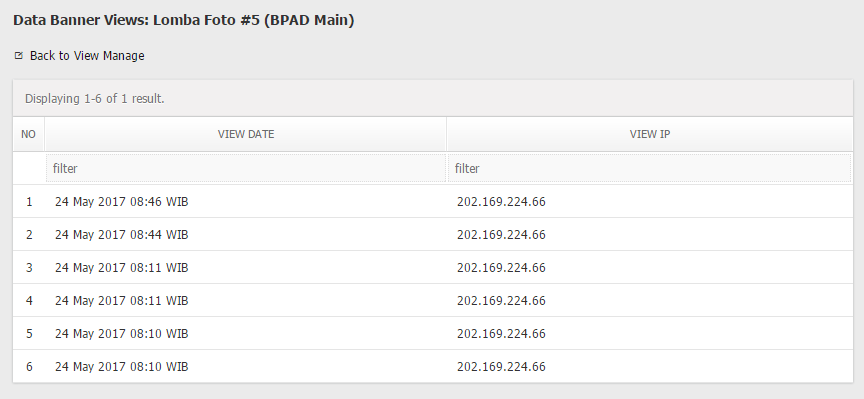 Data Banner Views: Lomba Foto #5 (BPAD Main)
Back to View Manage
Displaying 1-6 of 1 result.
NO VIEW DATE VIEW IP
filter filter
1 24 May 2017 08:46 WIB 202.169.224.66
2 24 May 2017 08:44 WIB 202.169.224.66
3 24 May 2017 08:11 WIB 202.169.224.66
4 24 May 2017 08:11 WIB 202.169.224.66
5 24 May 2017 08:10 WIB 202.169.224.66
6 24 May 2017 08:10 WIB 202.169.224.66